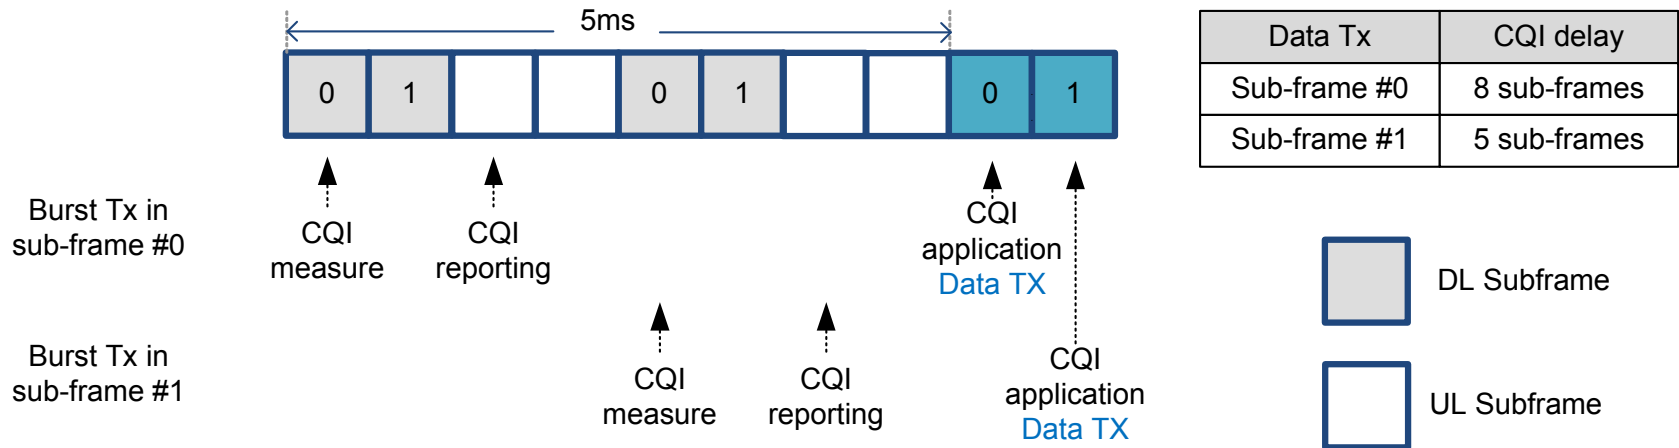 5ms
0 1 0 1 0 1
Data Tx CQI delay
Sub-frame #0 8 sub-frames
Sub-frame #1 5 sub-frames
Burst Tx in
sub-frame #0
CQI
measure
CQI
reporting
CQI
application
Data TX
DL Subframe
Burst Tx in
sub-frame #1
CQI
measure
CQI
reporting
CQI
application
Data TX
UL Subframe